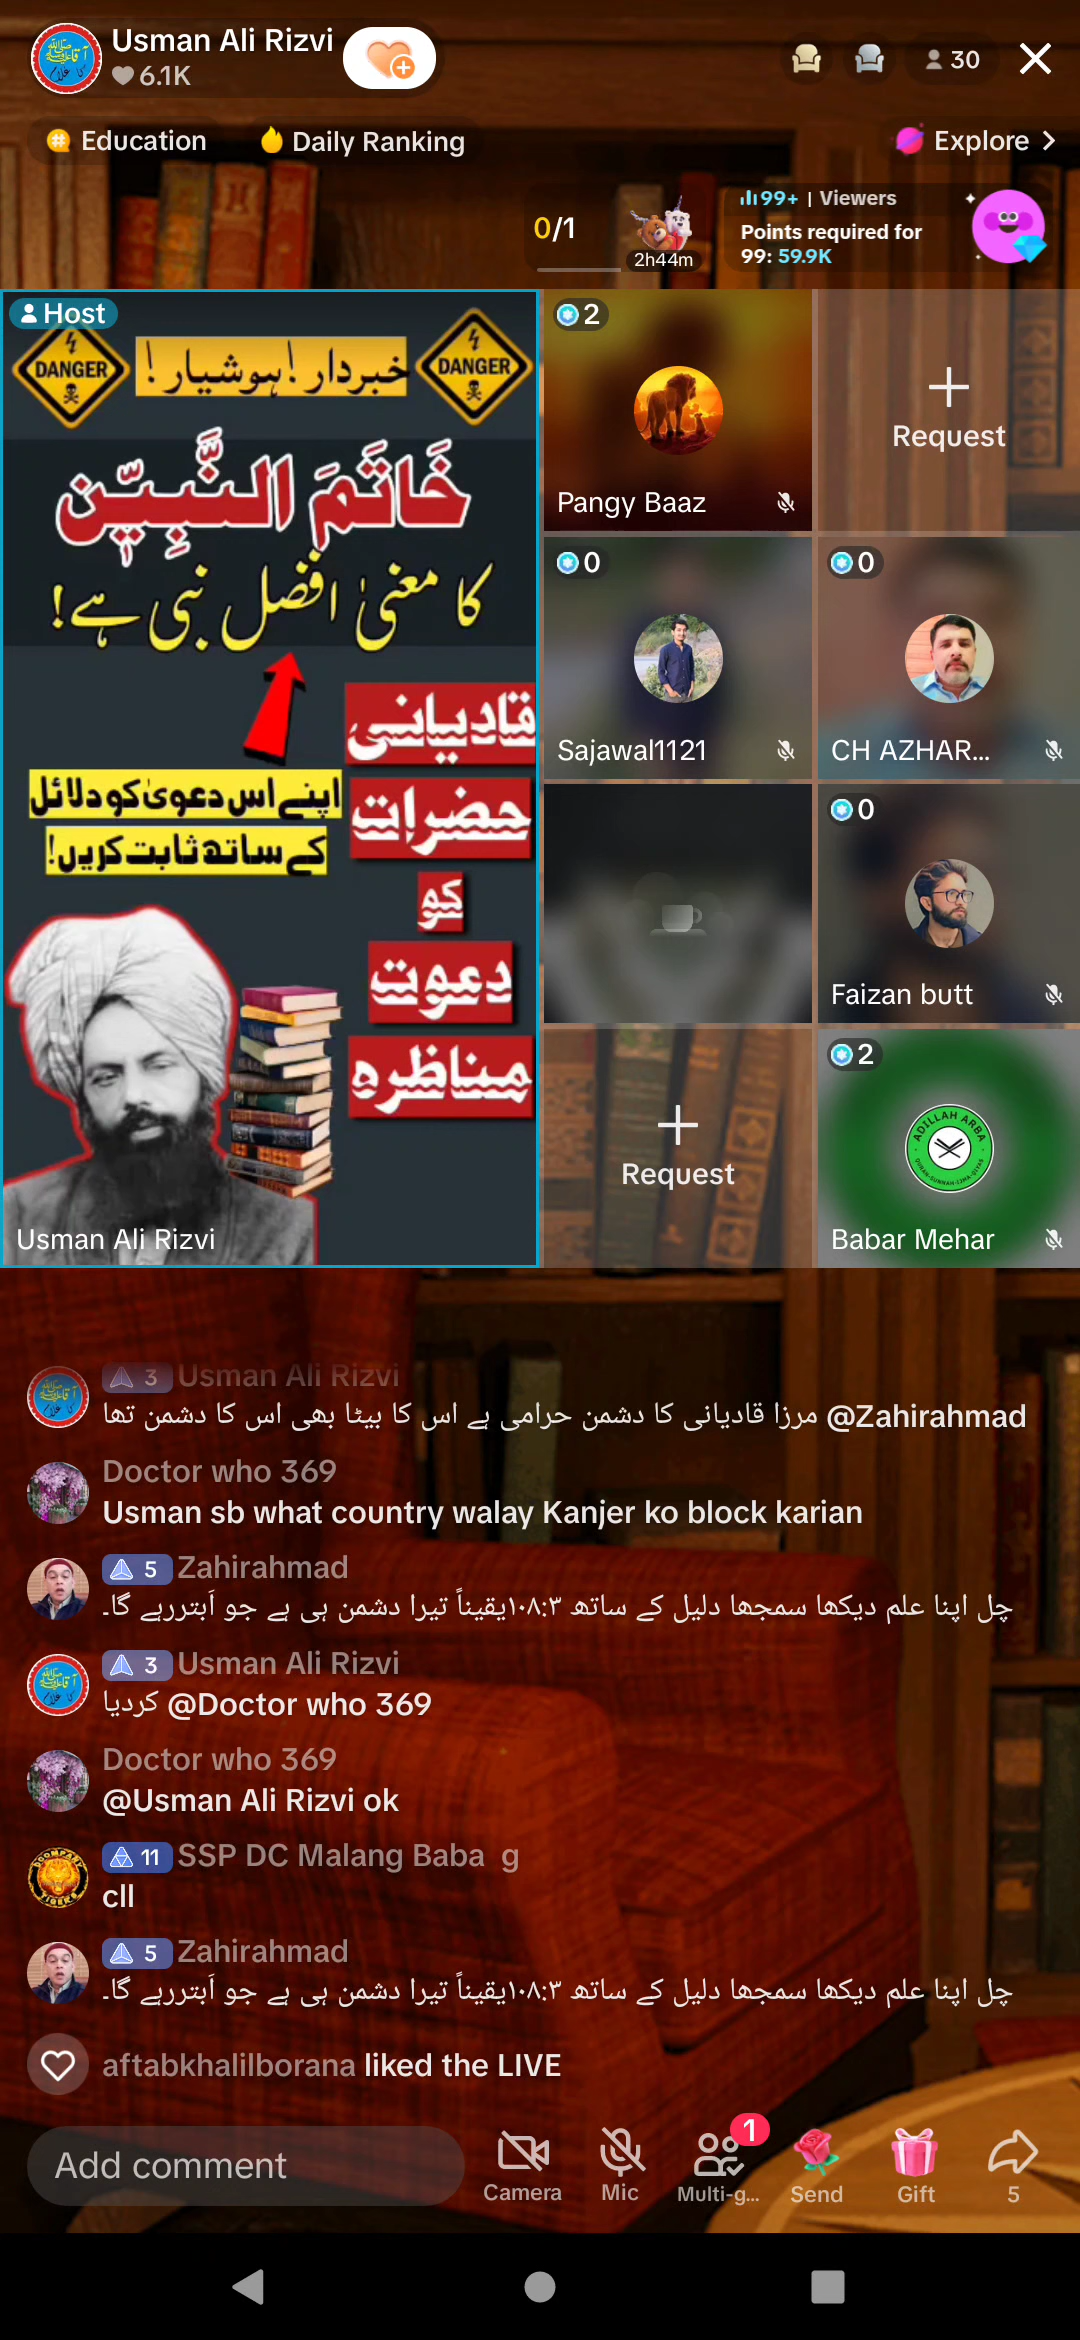 Usman Ali Rizvi
6.1K
30
Education
Daily Ranking
Explore
0/1
2h44m
99+ | Viewers
Points required for
99: 59.9K
Host
DANGER
خبردار! ہوشیار!
DANGER
خَاتَمَ النَّبِیّٖن
کا معنیٰ افضل نبی ہے!
قادیانی
حضرات
کو
دعوت
مناظرہ
اپنے اس دعویٰ کو دلائل
کے ساتھ ثابت کریں!
Usman Ali Rizvi
2
Pangy Baaz
Request
0
Sajawal1121
0
CH AZHAR...
0
Faizan butt
Request
2
ADILLAH ARBA
Babar Mehar
3 Usman Ali Rizvi
@Zahirahmad مرزا قادیانی کا دشمن حرامی ہے اس کا بیٹا بھی اس کا دشمن تھا
Doctor who 369
Usman sb what country walay Kanjer ko block karian
5 Zahirahmad
چل اپنا علم دیکھا سمجھا دلیل کے ساتھ ۱۰۸:۳یقیناً تیرا دشمن ہی ہے جو اَبتررہے گا۔
3 Usman Ali Rizvi
@Doctor who 369 کردیا
Doctor who 369
@Usman Ali Rizvi ok
11 SSP DC Malang Baba g
cll
5 Zahirahmad
چل اپنا علم دیکھا سمجھا دلیل کے ساتھ ۱۰۸:۳یقیناً تیرا دشمن ہی ہے جو اَبتررہے گا۔
aftabkhalilborana liked the LIVE
Add comment
Camera
Mic
1
Multi-g...
Send
Gift
5